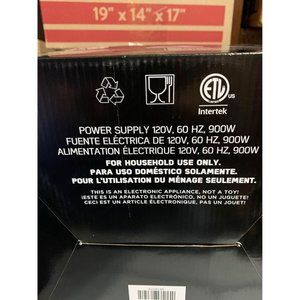 19" x 14" x 17"
ETL
US
Intertek
POWER SUPPLY 120V, 60 HZ, 900W
FUENTE ELÉCTRICA DE 120V, 60 HZ, 900W
ALIMENTATION ÉLECTRIQUE 120V, 60 HZ, 900W
FOR HOUSEHOLD USE ONLY.
PARA USO DOMÉSTICO SOLAMENTE.
POUR L'UTILISATION DU MÉNAGE SEULEMENT.
THIS IS AN ELECTRONIC APPLIANCE, NOT A TOY!
¡ESTE ES UN APARATO ELECTRÓNICO, NO UN JUGUETE!
CECI EST UN ARTICLE ÉLECTRONIQUE, PAS UN JOUET!